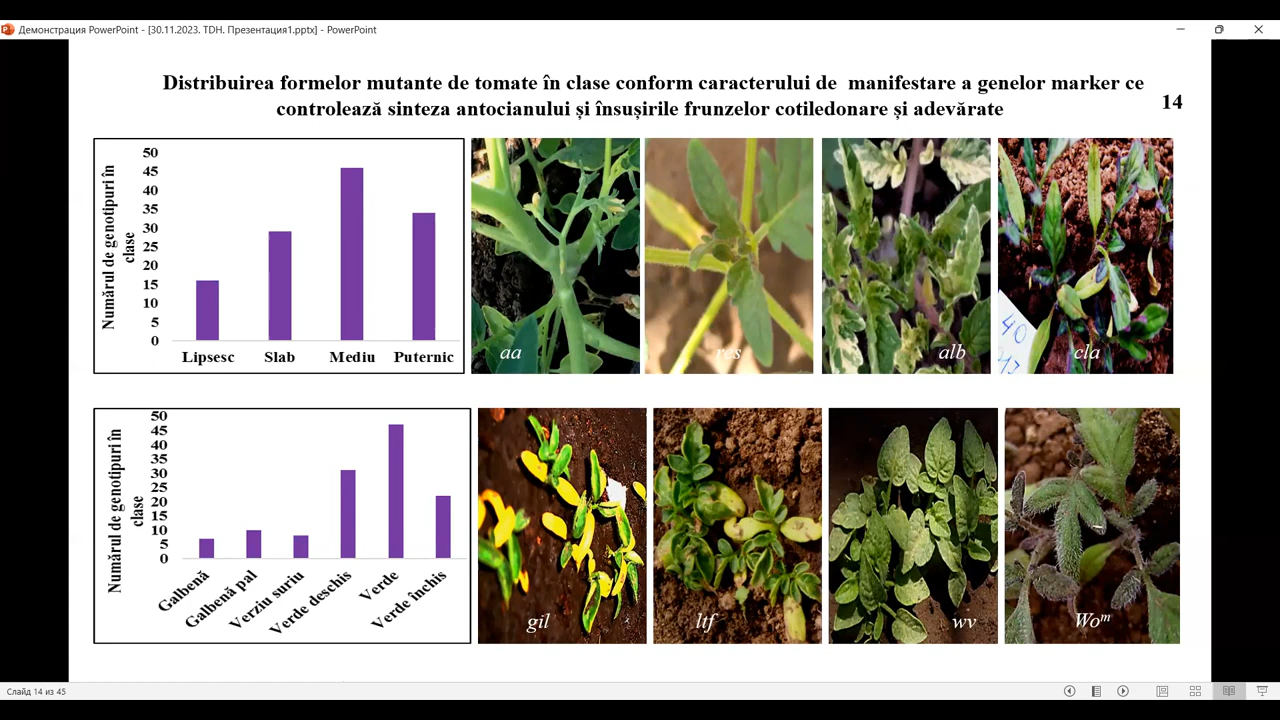 Демонстрация PowerPoint - [30.11.2023. TDH. Презентация1.pptx] - PowerPoint
Distribuirea formelor mutante de tomate în clase conform caracterului de manifestare a genelor marker ce
controlează sinteza antocianului și însușirile frunzelor cotiledonare și adevărate
14
Numărul de genotipuri în
clase
50
45
40
35
30
25
20
15
10
5
0
Lipsesc Slab Mediu Puternic
aa
res
alb
40
cla
Numărul de genotipuri în
clase
50
45
40
35
30
25
20
15
10
5
0
Galbenă
Galbenă pal
Verziu suriu
Verde deschis
Verde
Verde închis
gil
ltf
wv
Woᵐ
Слайд 14 из 45